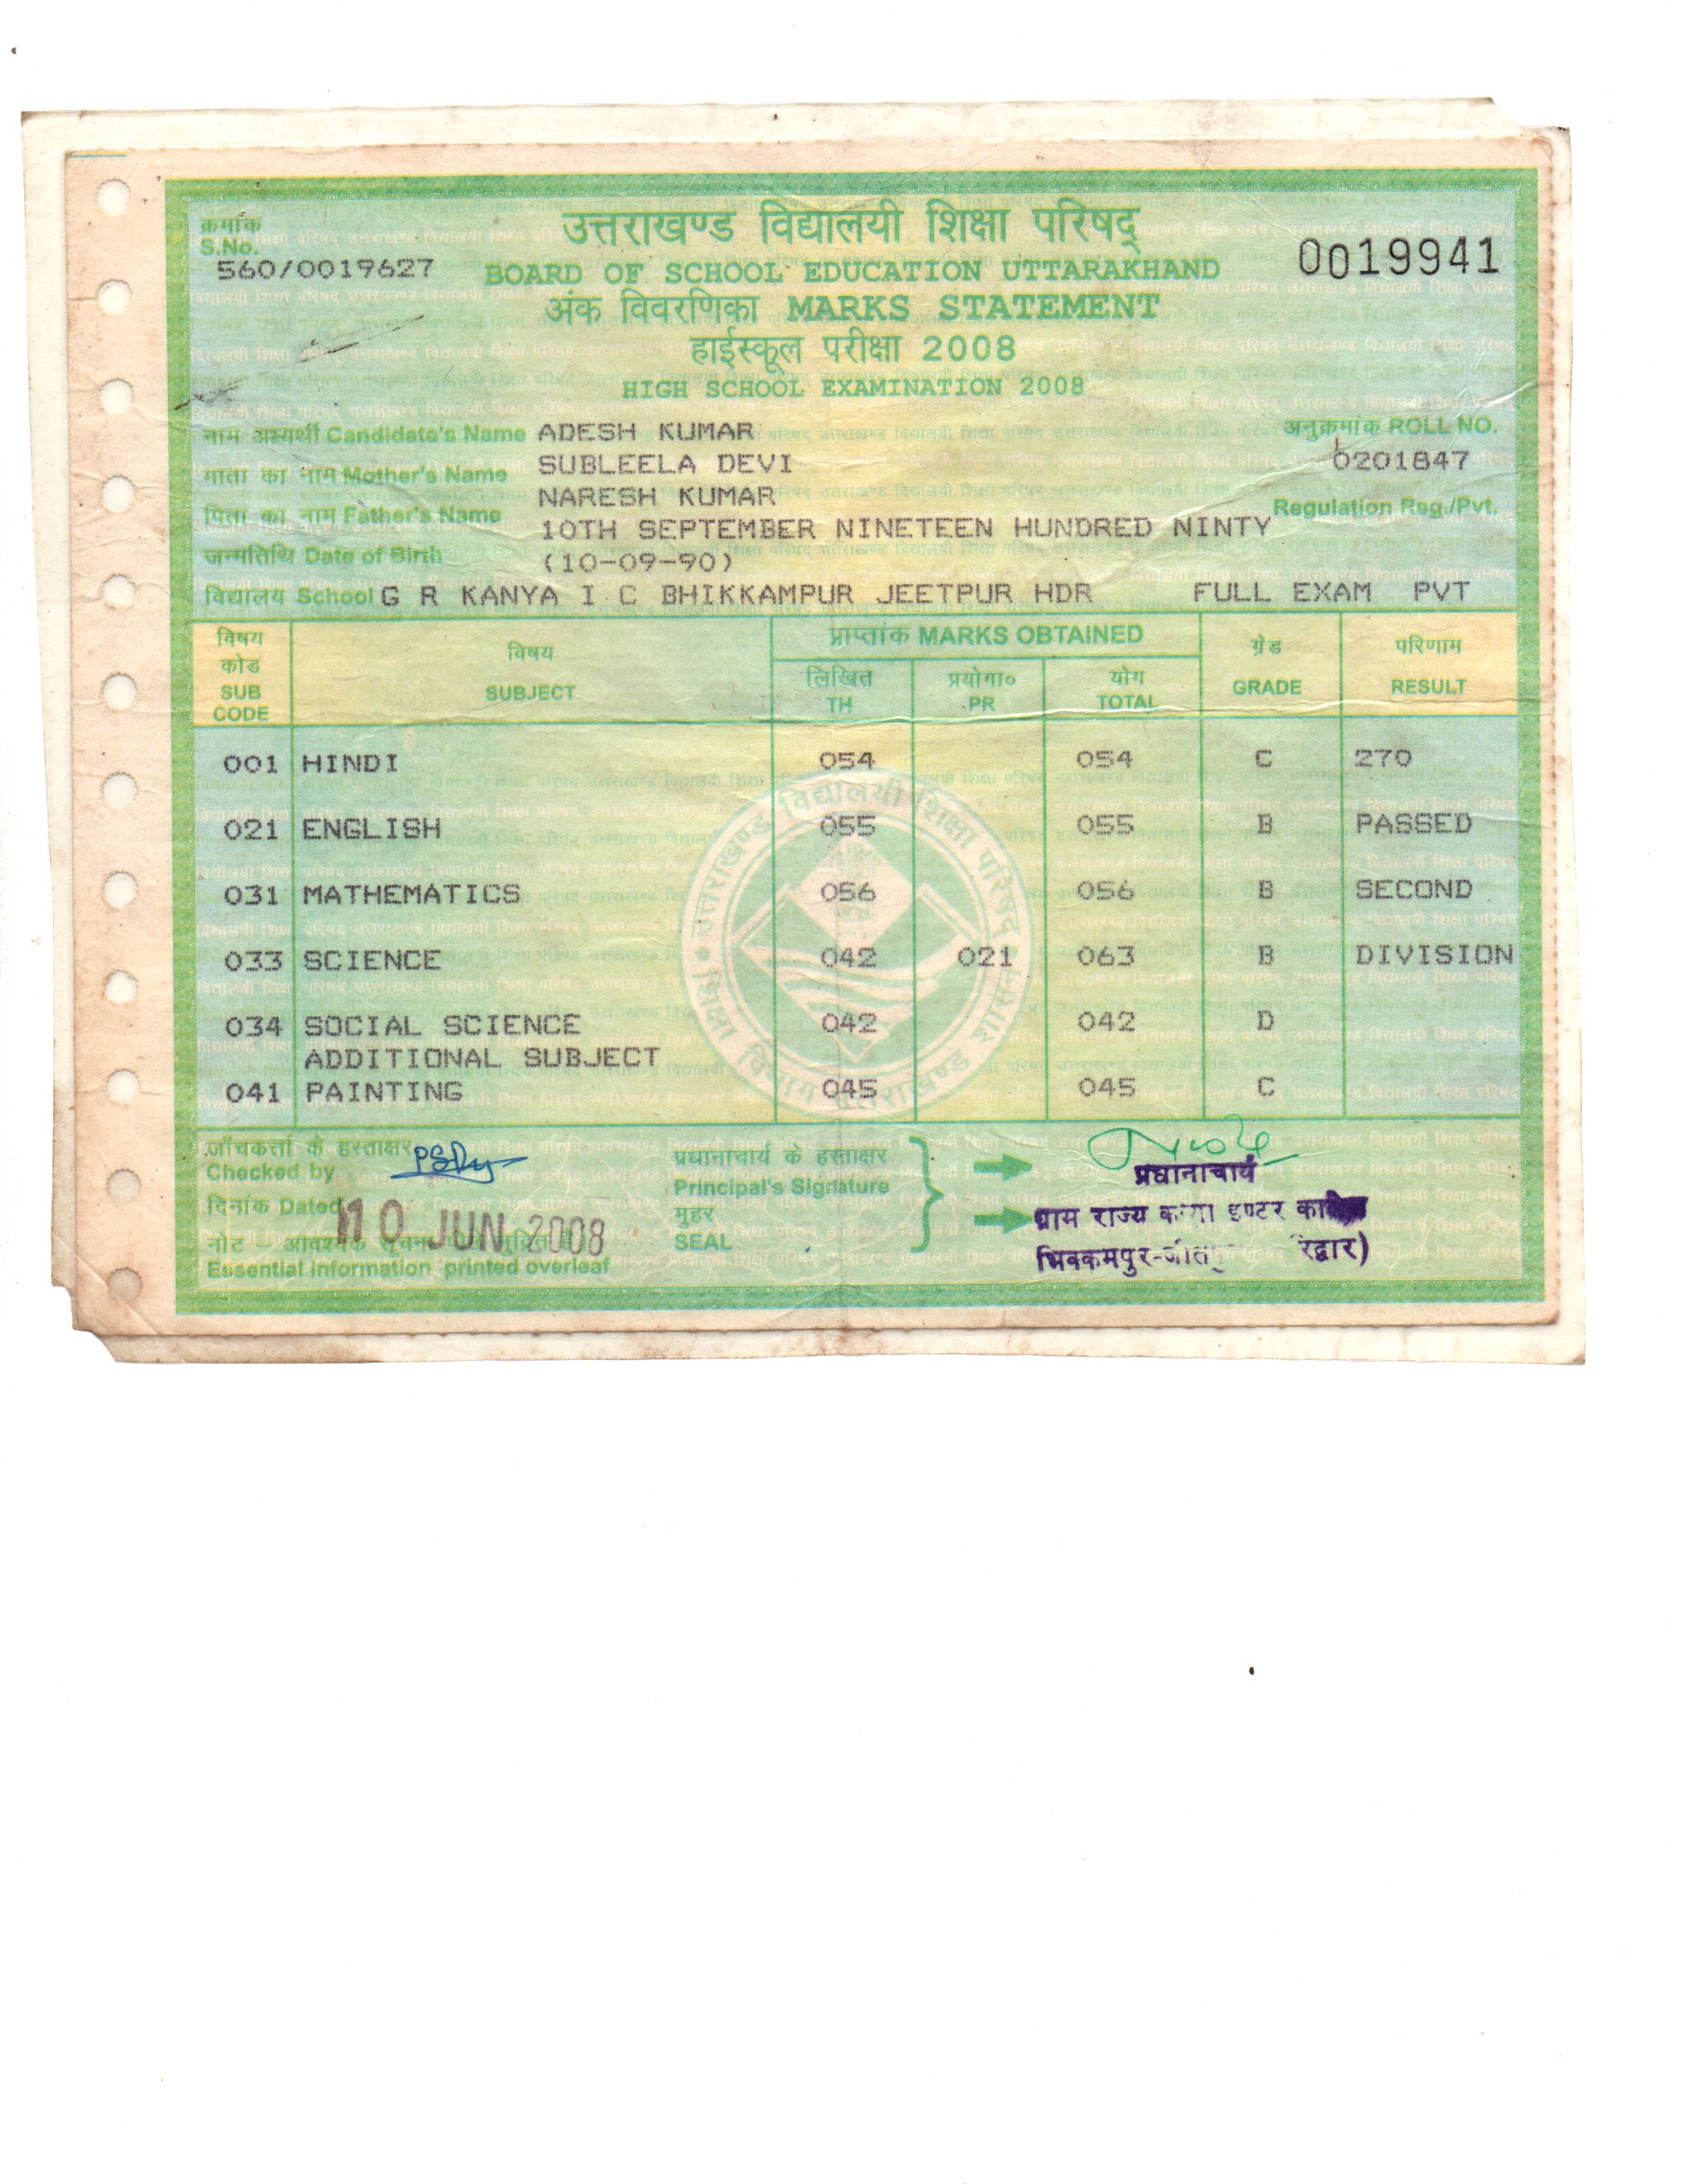 क्रमांक
S.No.
560/0019627
उत्तराखण्ड विद्यालयी शिक्षा परिषद्
0019941
BOARD OF SCHOOL EDUCATION UTTARAKHAND
अंक विवरणिका MARKS STATEMENT
हाईस्कूल परीक्षा 2008
HIGH SCHOOL EXAMINATION 2008
नाम अभ्यर्थी Candidate's Name ADESH KUMAR
अनुक्रमांक ROLL NO.
0201847
माता का नाम Mother's Name SUBLEELA DEVI
पिता का नाम Father's Name NARESH KUMAR
Regulation Reg./Pvt.
जन्मतिथि Date of Birth 10TH SEPTEMBER NINETEEN HUNDRED NINTY
(10-09-90)
विद्यालय School G R KANYA I C BHIKKAMPUR JEETPUR HDR FULL EXAM PVT
विषय कोड SUB CODE
विषय SUBJECT
प्राप्तांक MARKS OBTAINED
लिखित TH
प्रयोगा० PR
योग TOTAL
ग्रेड GRADE
परिणाम RESULT
001 HINDI 054 054 C 270
021 ENGLISH 055 055 B PASSED
031 MATHEMATICS 056 056 B SECOND
033 SCIENCE 042 021 063 B DIVISION
034 SOCIAL SCIENCE 042 042 D
ADDITIONAL SUBJECT
041 PAINTING 045 045 C
जाँचकर्ता के हस्ताक्षर
Checked by
दिनांक Dated 10 JUN 2008
नोट – आवश्यक
Essential information printed overleaf
प्रधानाचार्य के हस्ताक्षर
Principal's Signature
मुहर
SEAL
प्रधानाचार्य
ग्राम राज्य कन्या इण्टर
भिक्कमपुर